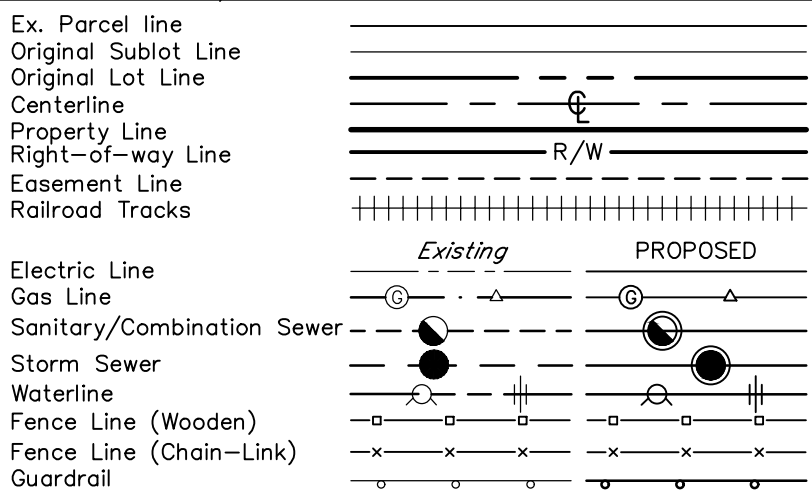 Ex. Parcel line
Original Sublot Line
Original Lot Line
Centerline ℄
Property Line
Right-of-way Line R/W
Easement Line
Railroad Tracks
Existing PROPOSED
Electric Line
Gas Line G G
Sanitary/Combination Sewer
Storm Sewer
Waterline
Fence Line (Wooden)
Fence Line (Chain-Link)
Guardrail